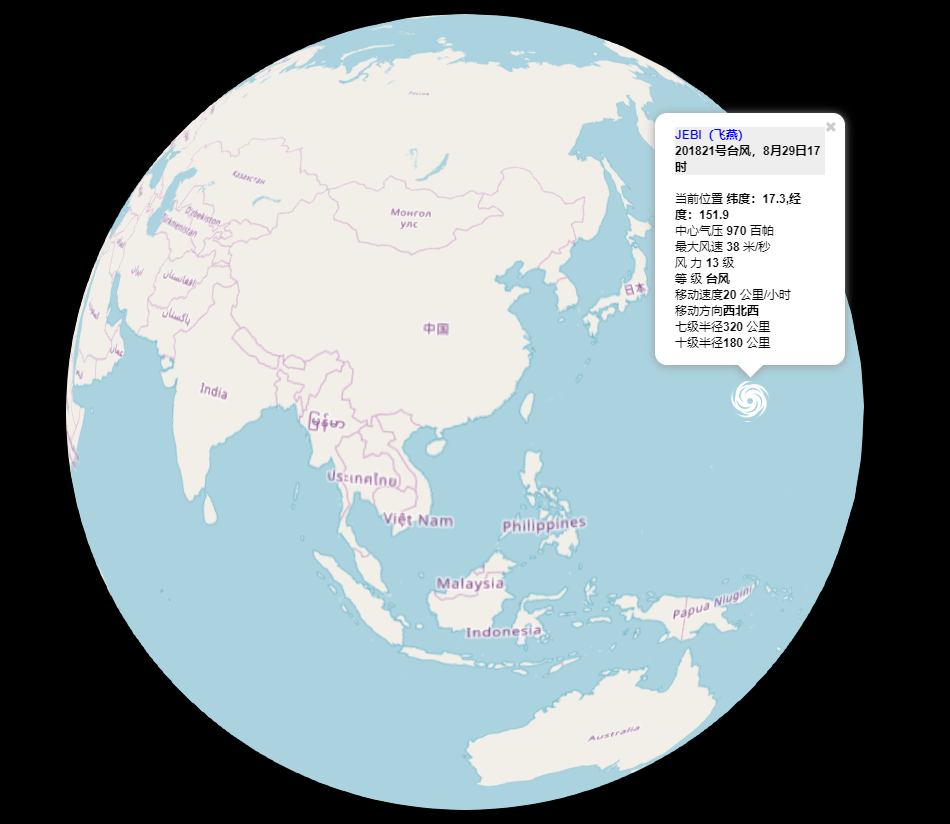 Россия
JEBI（飞燕）
✖
201821号台风，8月29日17
时
Казахстан
当前位置 纬度：17.3,经
度：151.9
Монгол
улс
O'zbekiston
Türkmenistan
中心气压 970 百帕
最大风速 38 米/秒
风 力 13 级
ایران
افغانستان
等 级 台风
日本
移动速度20 公里/小时
移动方向西北西
پاکستان
中国
七级半径320 公里
十级半径180 公里
عمان
India
မြန်မာ
ประเทศไทย
Việt Nam
Philippines
Malaysia
Papua Niugini
Indonesia
Australia